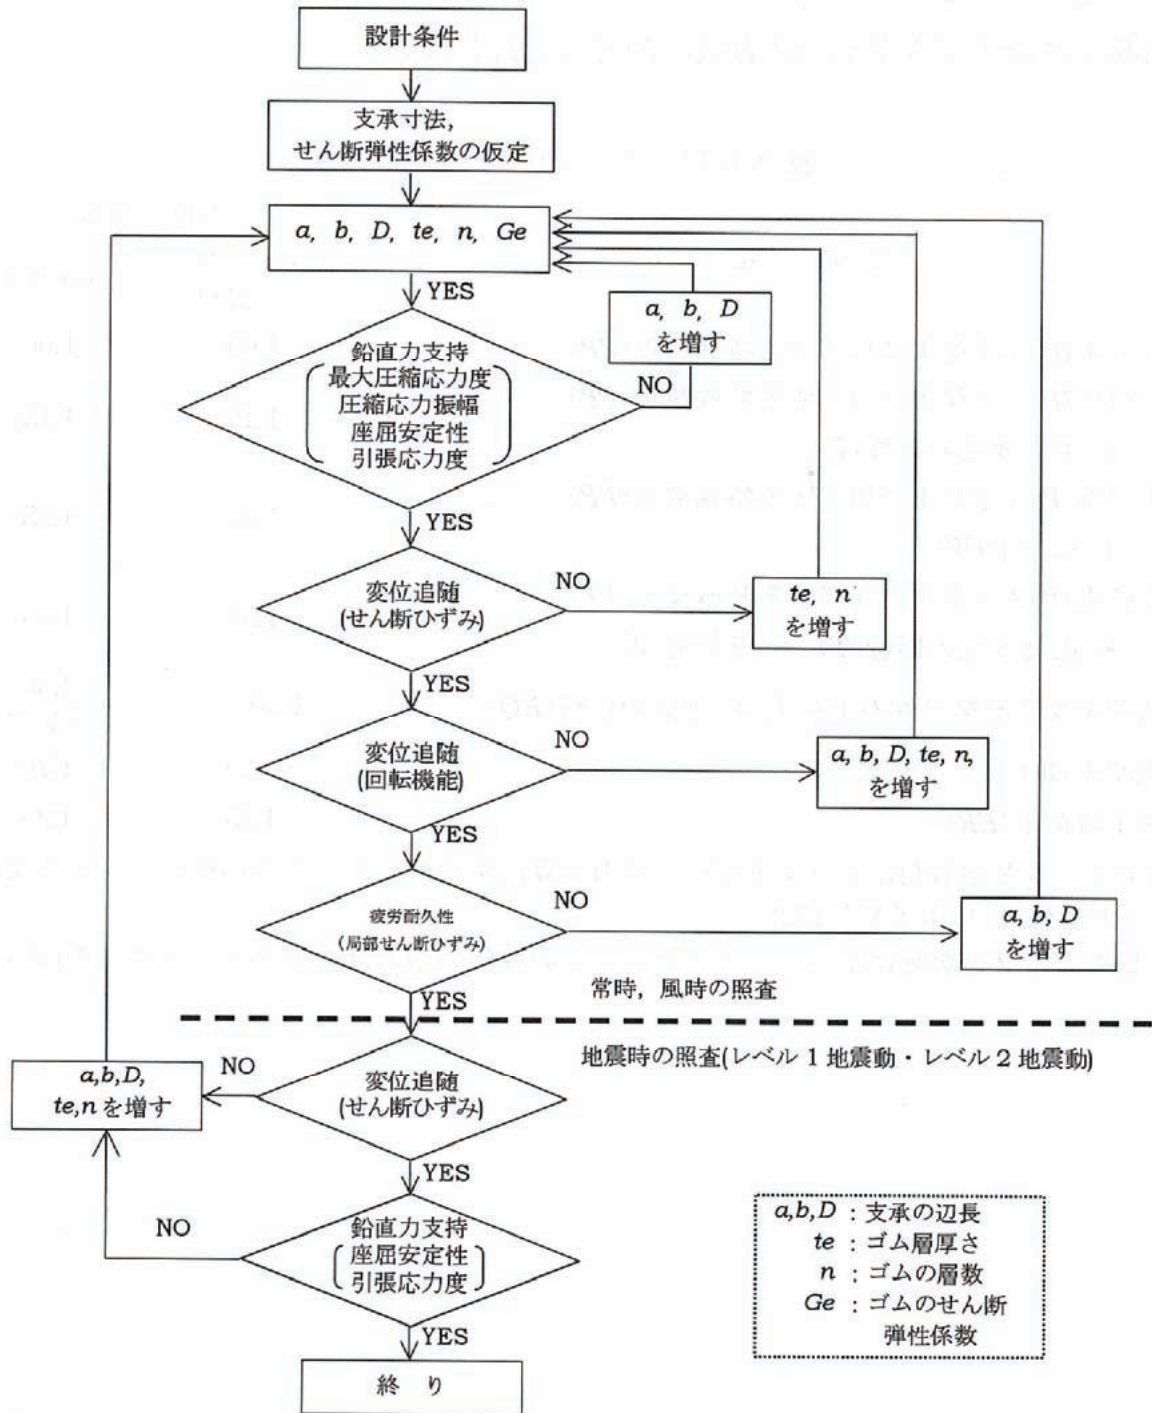 設計条件
支承寸法,
せん断弾性係数の仮定
a, b, D, te, n, Ge
YES
a, b, D
を増す
鉛直力支持
最大圧縮応力度
圧縮応力振幅
座屈安定性
引張応力度
NO
YES
変位追随
(せん断ひずみ)
NO
te, n
を増す
YES
変位追随
(回転機能)
NO
a, b, D, te, n,
を増す
YES
疲労耐久性
(局部せん断ひずみ)
NO
a, b, D
を増す
YES
常時, 風時の照査
地震時の照査(レベル1地震動・レベル2地震動)
変位追随
(せん断ひずみ)
NO
a,b,D,
te,nを増す
YES
鉛直力支持
座屈安定性
引張応力度
NO
YES
終 り
a,b,D : 支承の辺長
te : ゴム層厚さ
n : ゴムの層数
Ge : ゴムのせん断
弾性係数